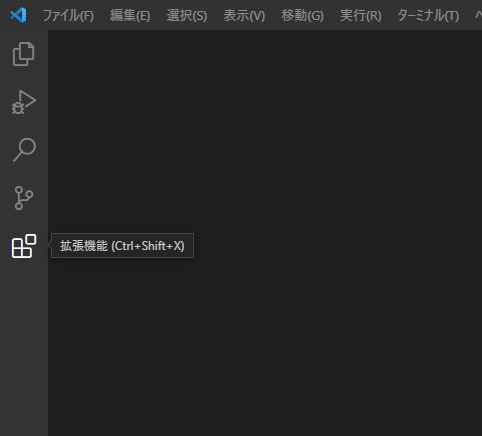 ファイル(F) 編集(E) 選択(S) 表示(V) 移動(G) 実行(R) ターミナル(T)
拡張機能 (Ctrl+Shift+X)